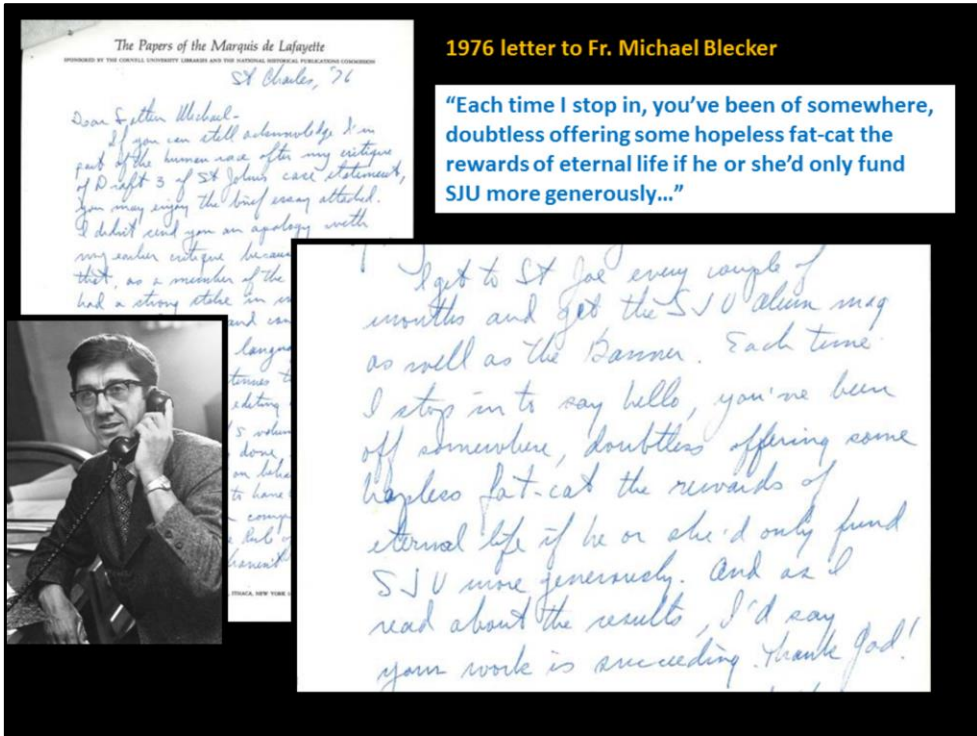 The Papers of the Marquis de Lafayette
SPONSORED BY THE CORNELL UNIVERSITY LIBRARIES AND THE NATIONAL HISTORICAL PUBLICATIONS COMMISSION
St Charles, '76
Dear Father Michael-
If you can still acknowledge I'm
part of the human race after my critique
of Draft 3 of St John's case statement,
you may enjoy the brief essay attached.
I didn't send you an apology with
my earlier critique becau
that, as a member of the
had a strong stake in
and
langua
editing
volum
done,
to have
ITHACA, NEW YORK
1976 letter to Fr. Michael Blecker
“Each time I stop in, you’ve been of somewhere,
doubtless offering some hopeless fat-cat the
rewards of eternal life if he or she’d only fund
SJU more generously…”
I get to St Joe every couple of
months and get the SJU alum mag
as well as the Banner. Each time
I stop in to say hello, you've been
off somewhere, doubtless offering some
hapless fat-cat the rewards of
eternal life if he or she'd only fund
SJU more generously. And as I
read about the results, I'd say
your work is succeeding. Thank God!